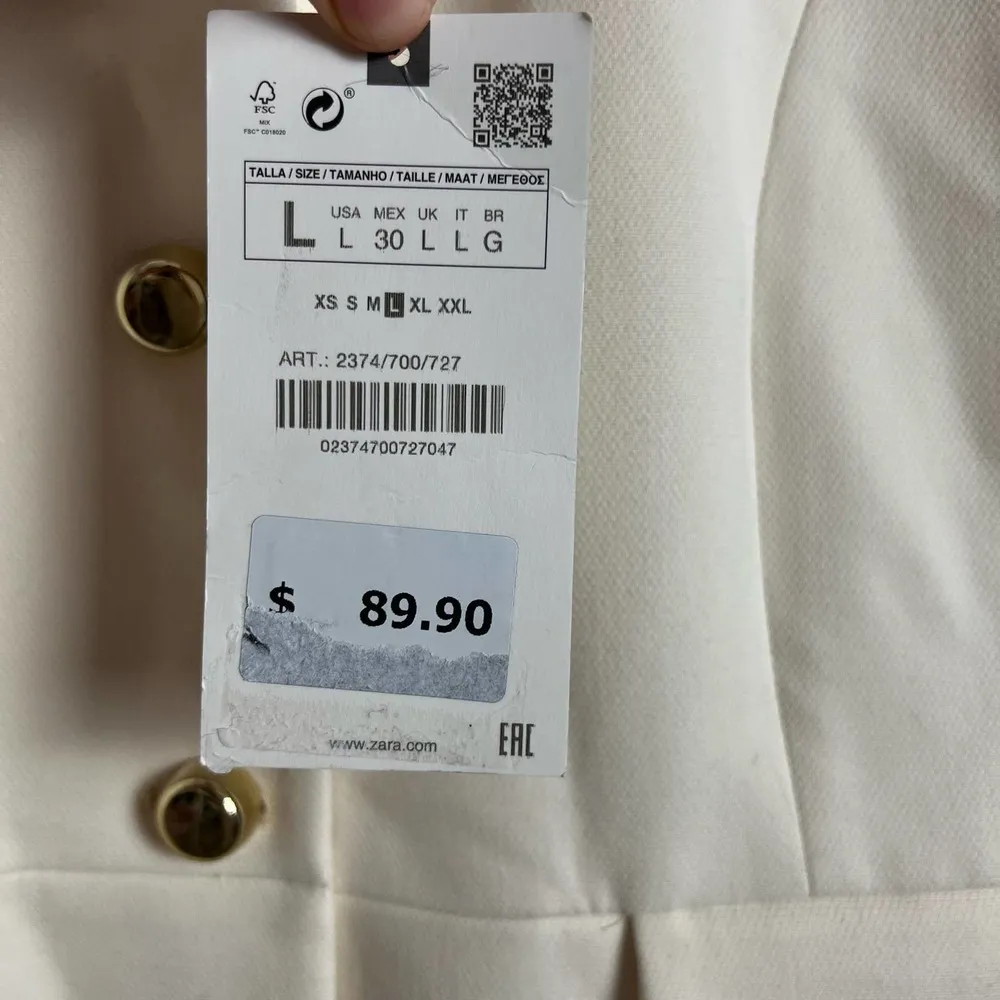 FSC
MIX
FSC® C018020
®
TALLA / SIZE / TAMANHO / TAILLE / MAAT / ΜΕΓΕΘΟΣ
L
USA MEX UK IT BR
L 30 L L G
XS S M L XL XXL
ART.: 2374/700/727
02374700727047
$ 89.90
www.zara.com
EAC